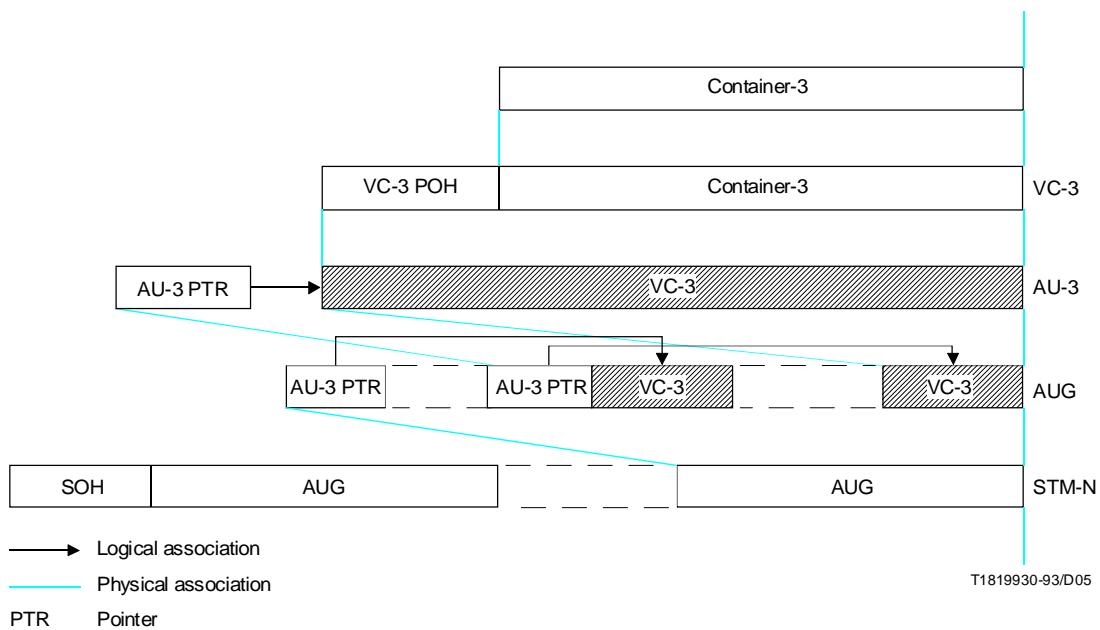 Container-3
VC-3 POH Container-3 VC-3
AU-3 PTR VC-3 AU-3
AU-3 PTR AU-3 PTR VC-3 VC-3 AUG
SOH AUG AUG STM-N
Logical association
Physical association
T1819930-93/D05
PTR Pointer